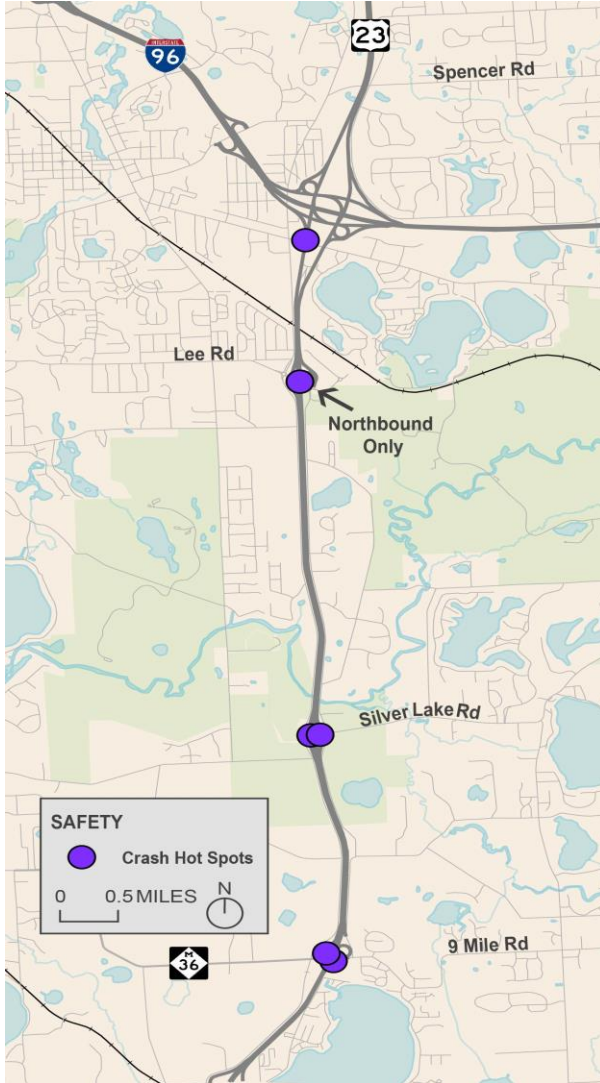 INTERSTATE
96
23
Spencer Rd
Lee Rd
Northbound
Only
Silver Lake Rd
SAFETY
Crash Hot Spots
0 0.5 MILES N
M
36
9 Mile Rd